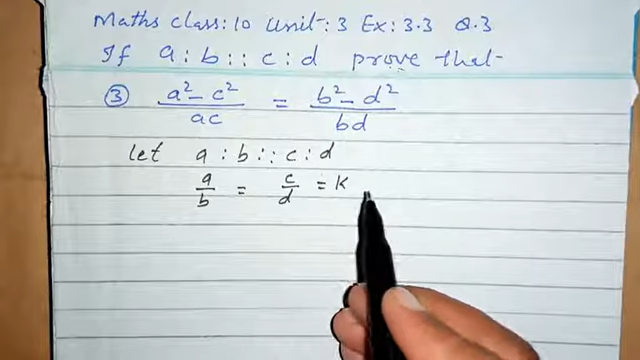 Maths class: 10 Unit: 3 Ex: 3.3 Q.3
If a : b :: c : d prove that
③ a² - c² / ac = b² - d² / bd
let a : b :: c : d
a/b = c/d = K